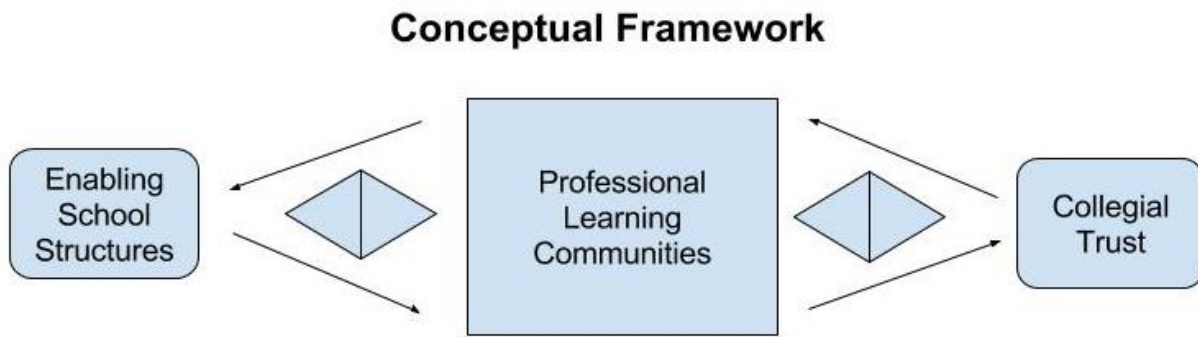 Conceptual Framework
Enabling
School
Structures
Professional
Learning
Communities
Collegial
Trust